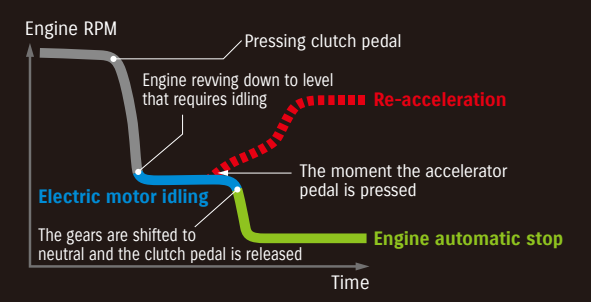 Engine RPM
Pressing clutch pedal
Engine revving down to level
that requires idling
Re-acceleration
The moment the accelerator
pedal is pressed
Electric motor idling
The gears are shifted to
neutral and the clutch pedal is released
Engine automatic stop
Time